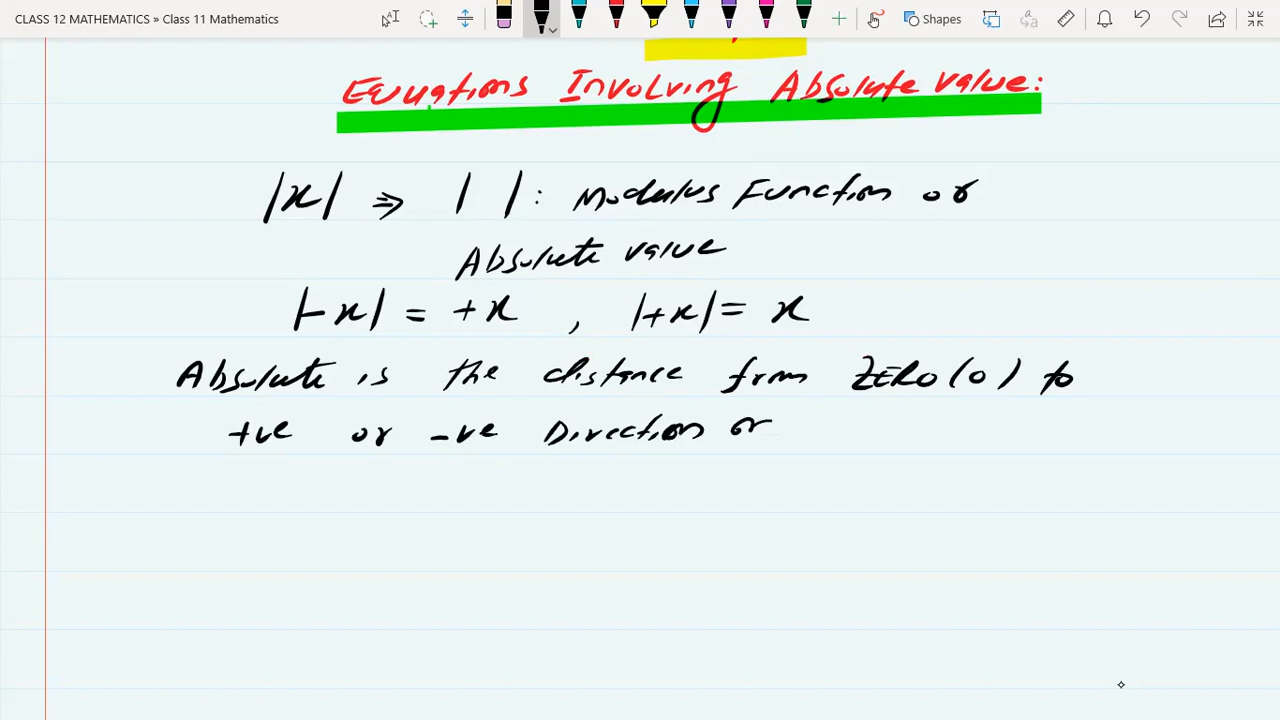 CLASS 12 MATHEMATICS » Class 11 Mathematics
Shapes
Equations Involving Absolute value:
|x| ⇒ | | : Modulus Function or
Absolute value
|-x| = +x , |+x| = x
Absolute is the distance from ZERO(0) to
+ve or -ve Direction or